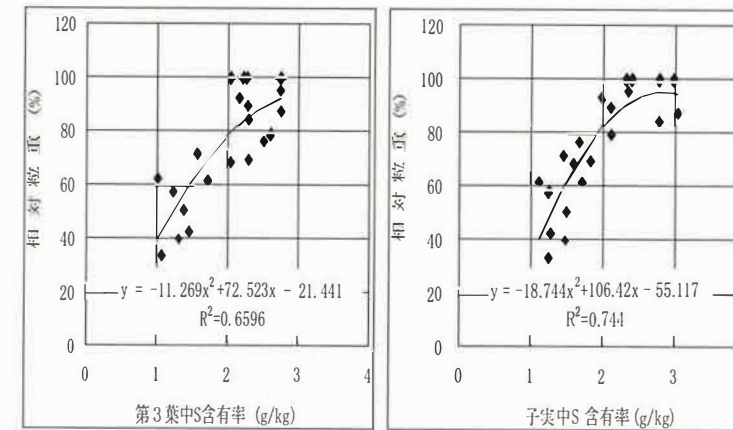 120
100
80
60
40
20
0
相対粒重 (%)
y = -11.269x²+72.523x - 21.441
R²=0.6596
0 1 2 3 4
第3葉中S含有率 (g/kg)
120
100
80
60
40
20
0
相対粒重 (%)
y = -18.744x²+106.42x - 55.117
R²=0.744
0 1 2 3
子実中S含有率(g/kg)